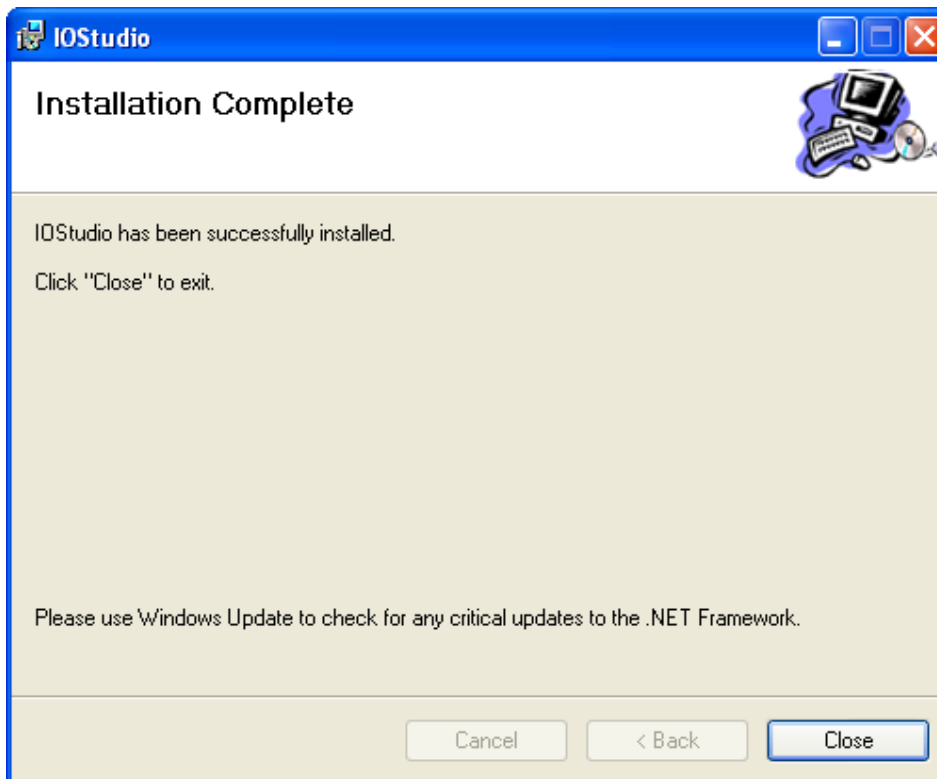 IOStudio
Installation Complete
IOStudio has been successfully installed.
Click "Close" to exit.
Please use Windows Update to check for any critical updates to the .NET Framework.
Cancel
< Back
Close